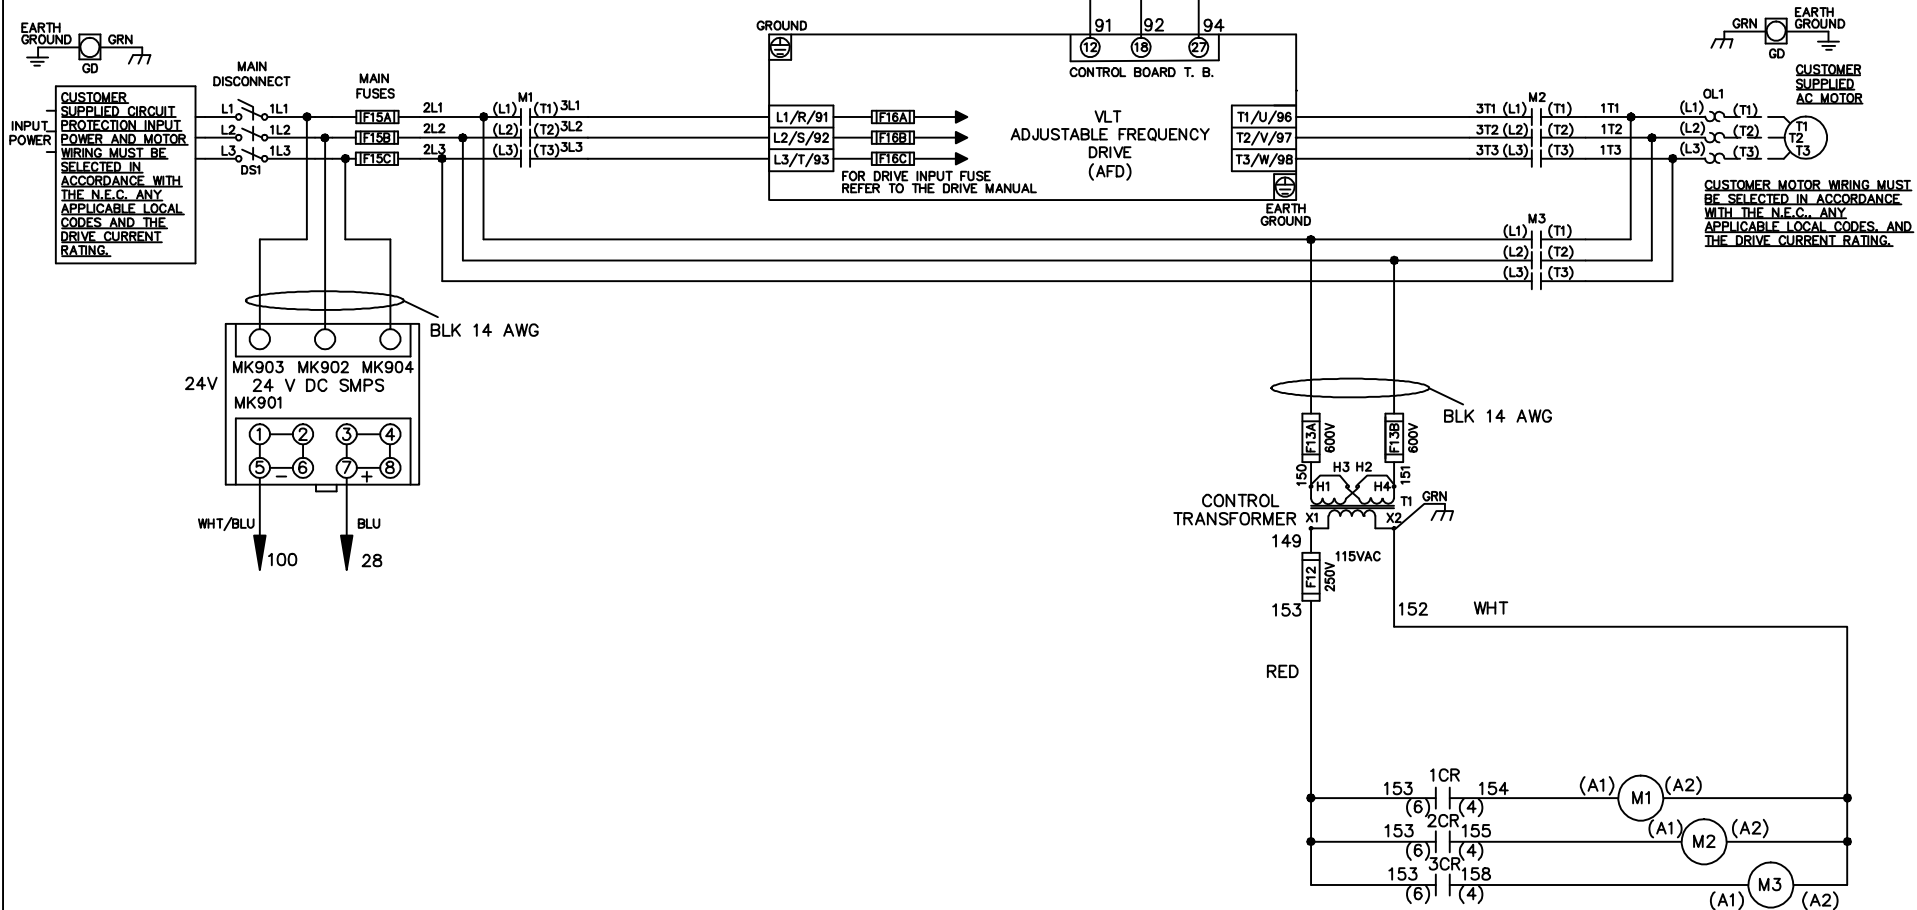 EARTH
GROUND
GRN
GD
CUSTOMER
SUPPLIED CIRCUIT
PROTECTION INPUT
POWER AND MOTOR
WIRING MUST BE
SELECTED IN
ACCORDANCE WITH
THE N.E.C. ANY
APPLICABLE LOCAL
CODES AND THE
DRIVE CURRENT
RATING.
INPUT
POWER
MAIN
DISCONNECT
L1 1L1
L2 1L2
L3 1L3
DS1
MAIN
FUSES
F15A
F15B
F15C
2L1
2L2
2L3
M1
(L1) (T1) 3L1
(L2) (T2) 3L2
(L3) (T3) 3L3
GROUND
91 92 94
12 18 27
CONTROL BOARD T. B.
L1/R/91
L2/S/92
L3/T/93
F16A
F16B
F16C
FOR DRIVE INPUT FUSE
REFER TO THE DRIVE MANUAL
VLT
ADJUSTABLE FREQUENCY
DRIVE
(AFD)
T1/U/96
T2/V/97
T3/W/98
EARTH
GROUND
M2
3T1 (L1) (T1) 1T1
3T2 (L2) (T2) 1T2
3T3 (L3) (T3) 1T3
OL1
(L1) (T1)
(L2) (T2)
(L3) (T3)
T1
T2
T3
GRN
EARTH
GROUND
GD
CUSTOMER
SUPPLIED
AC MOTOR
CUSTOMER MOTOR WIRING MUST
BE SELECTED IN ACCORDANCE
WITH THE N.E.C., ANY
APPLICABLE LOCAL CODES, AND
THE DRIVE CURRENT RATING.
M3
(L1) (T1)
(L2) (T2)
(L3) (T3)
BLK 14 AWG
MK903 MK902 MK904
24V
24 V DC SMPS
MK901
1 2 3 4
5 6 7 8
− +
WHT/BLU
BLU
100
28
BLK 14 AWG
F13A
600V
F13B
600V
150
151
H3 H2
H1 H4
T1
GRN
CONTROL
TRANSFORMER
X1 X2
149
115VAC
F12
250V
153
152
WHT
RED
1CR
153 154
(6) (4)
(A1) M1 (A2)
2CR
153 155
(6) (4)
(A1) M2 (A2)
3CR
153 158
(6) (4)
(A1) M3 (A2)